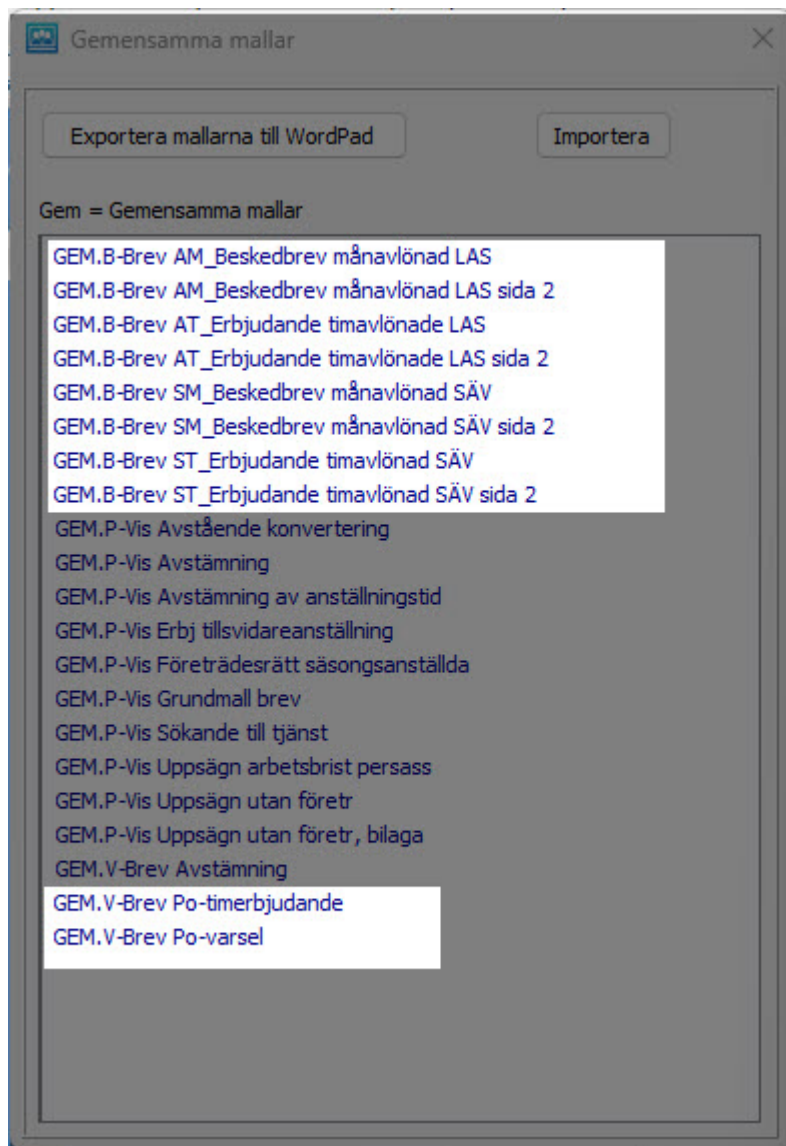 Gemensamma mallar
Exportera mallarna till WordPad
Importera
Gem = Gemensamma mallar
GEM.B-Brev AM_Beskedbrev månavlönad LAS
GEM.B-Brev AM_Beskedbrev månavlönad LAS sida 2
GEM.B-Brev AT_Erbjudande timavlönade LAS
GEM.B-Brev AT_Erbjudande timavlönade LAS sida 2
GEM.B-Brev SM_Beskedbrev månavlönad SÄV
GEM.B-Brev SM_Beskedbrev månavlönad SÄV sida 2
GEM.B-Brev ST_Erbjudande timavlönad SÄV
GEM.B-Brev ST_Erbjudande timavlönad SÄV sida 2
GEM.P-Vis Avstående konvertering
GEM.P-Vis Avstämning
GEM.P-Vis Avstämning av anställningstid
GEM.P-Vis Erbj tillsvidareanställning
GEM.P-Vis Företrädesrätt säsongsanställda
GEM.P-Vis Grundmall brev
GEM.P-Vis Sökande till tjänst
GEM.P-Vis Uppsägn arbetsbrist persass
GEM.P-Vis Uppsägn utan företr
GEM.P-Vis Uppsägn utan företr, bilaga
GEM.V-Brev Avstämning
GEM.V-Brev Po-timerbjudande
GEM.V-Brev Po-varsel